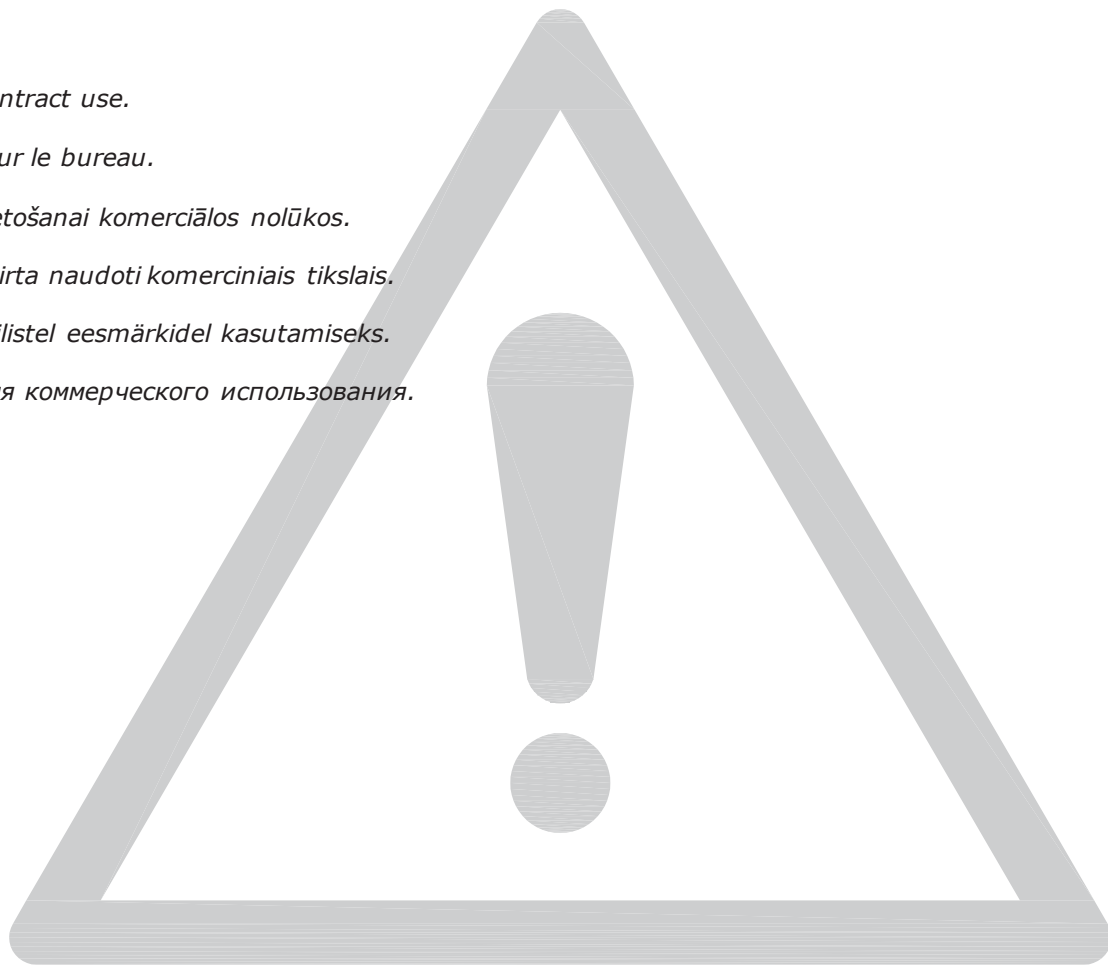 ntract use.
ur le bureau.
etošanai komerciālos nolūkos.
irta naudoti komerciniais tikslais.
listel eesmärkidel kasutamiseks.
я коммерческого использования.